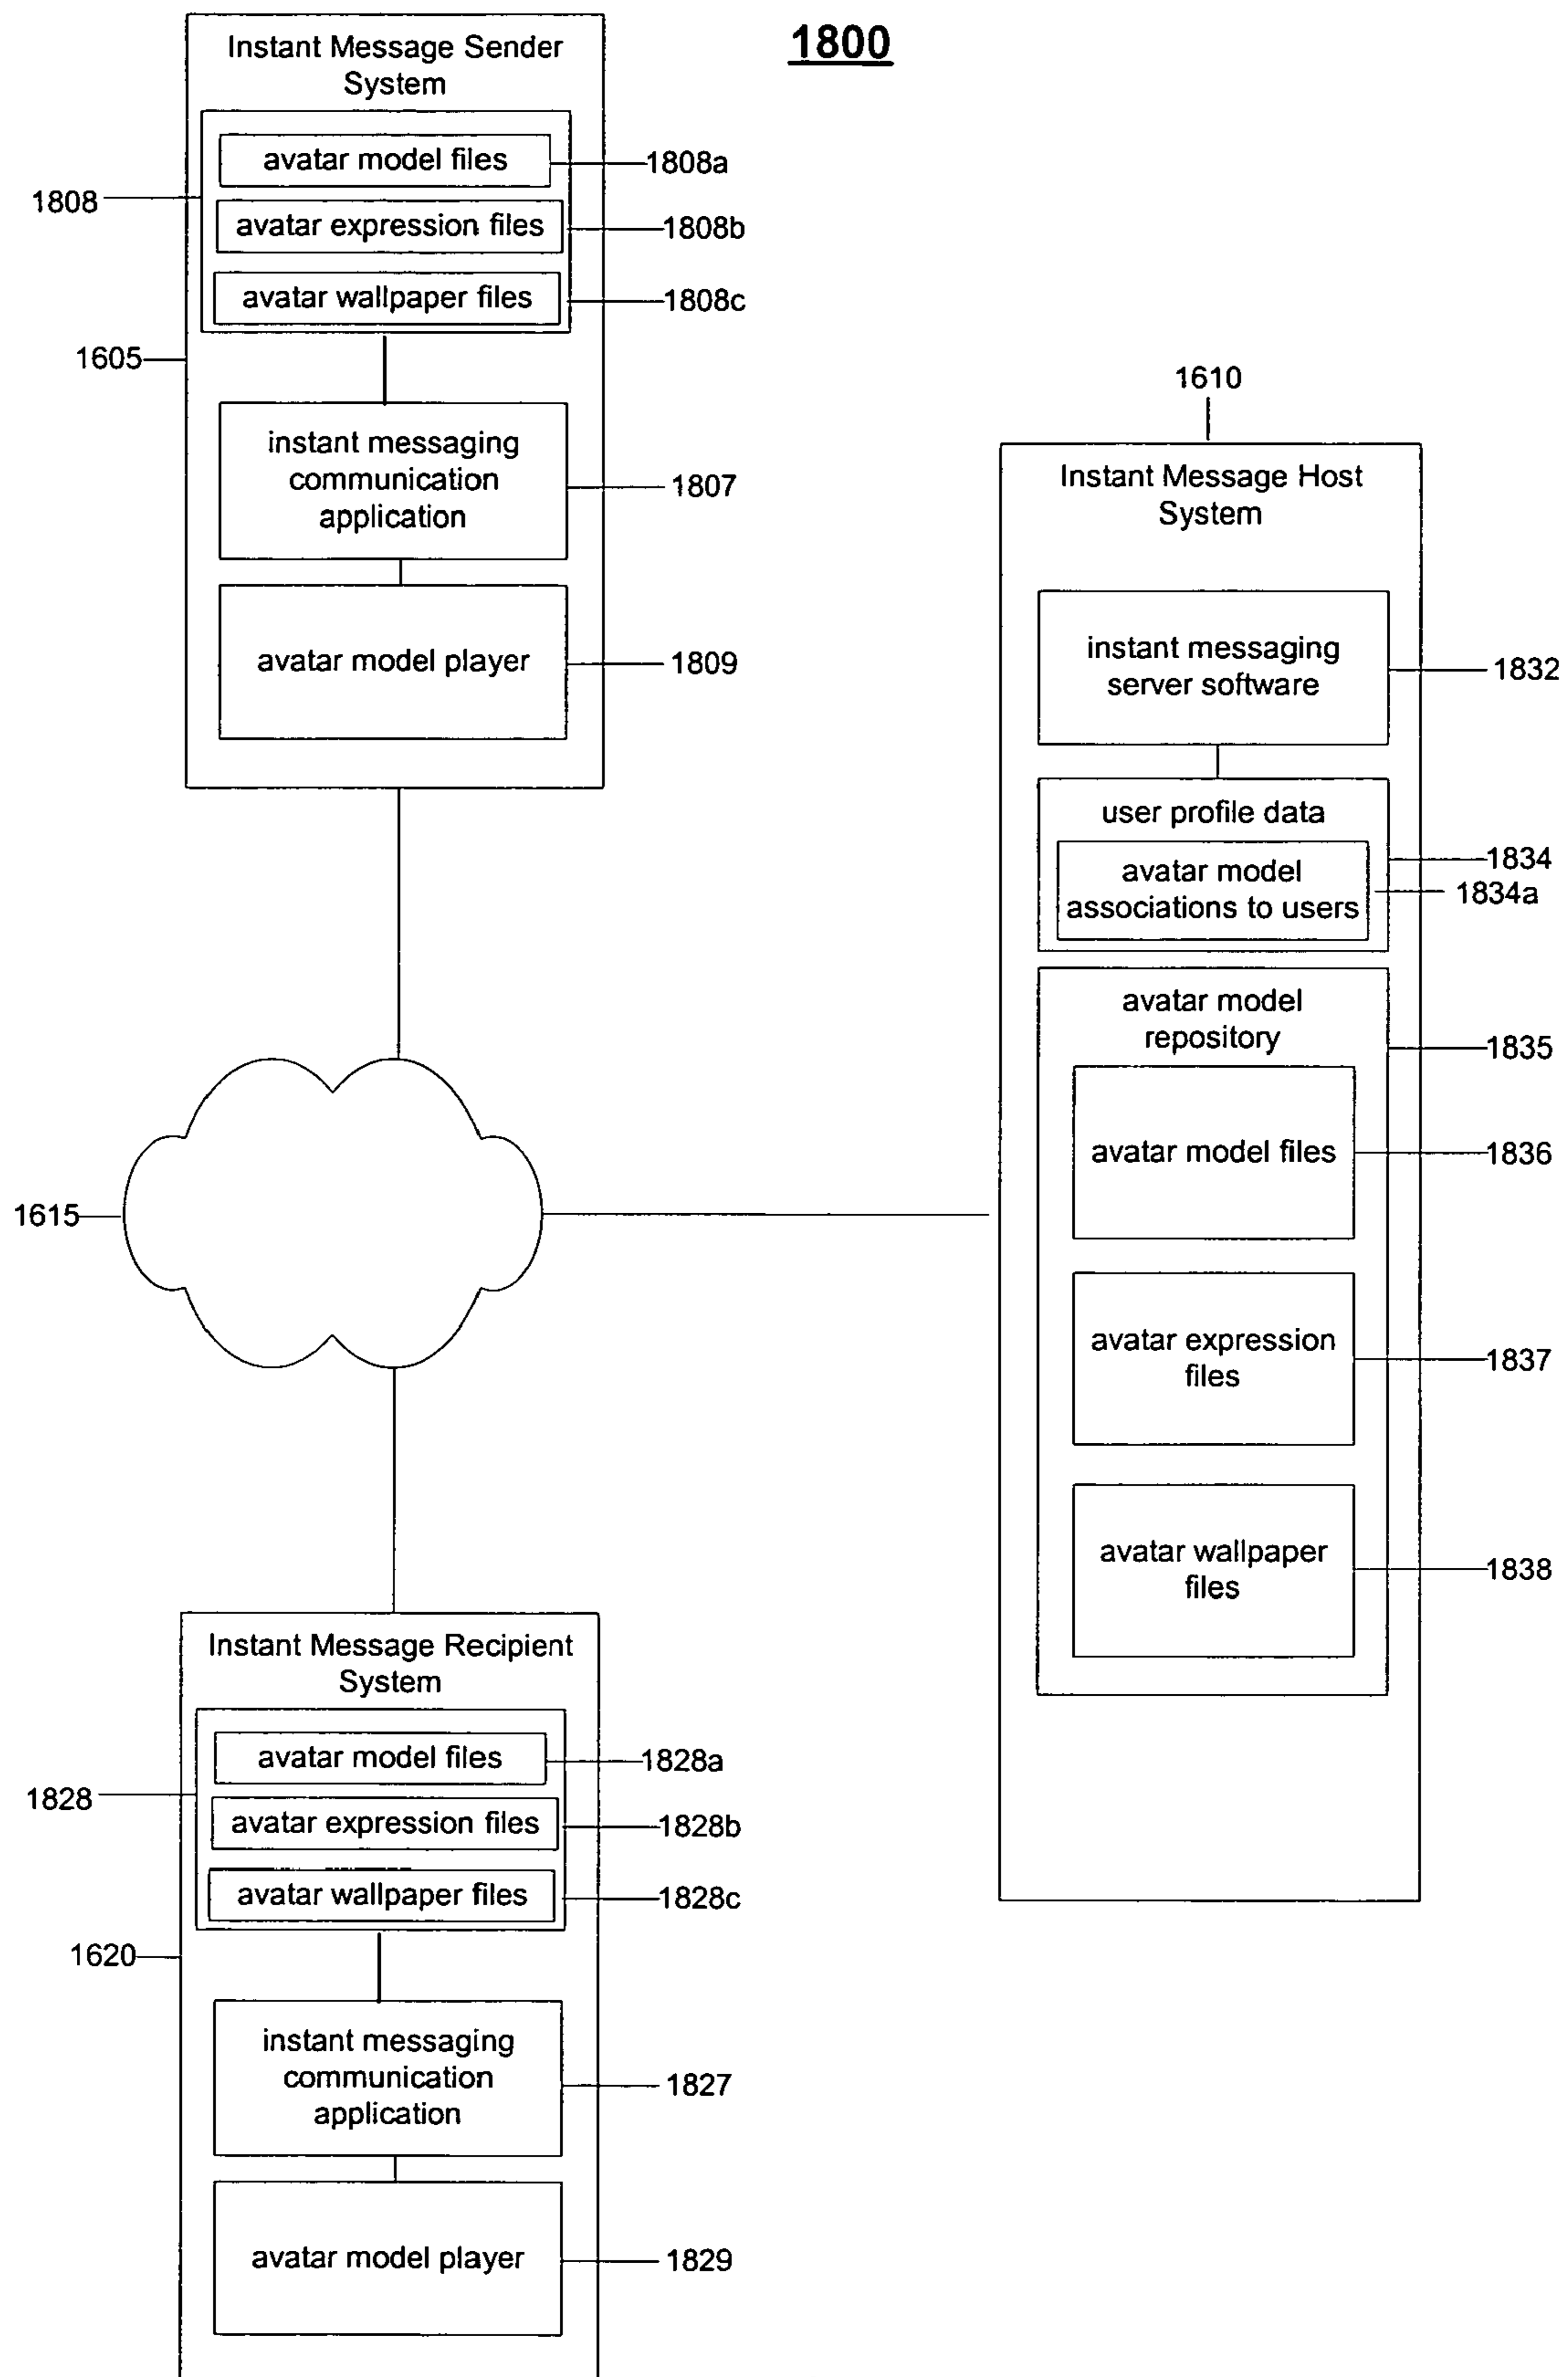 1800
Instant Message Sender
System
avatar model files
1808a
1808
avatar expression files
1808b
avatar wallpaper files
1808c
1605
instant messaging
communication
application
1807
avatar model player
1809
1610
Instant Message Host
System
instant messaging
server software
1832
user profile data
1834
avatar model
associations to users
1834a
avatar model
repository
1835
avatar model files
1836
avatar expression
files
1837
avatar wallpaper
files
1838
1615
Instant Message Recipient
System
avatar model files
1828a
1828
avatar expression files
1828b
avatar wallpaper files
1828c
1620
instant messaging
communication
application
1827
avatar model player
1829